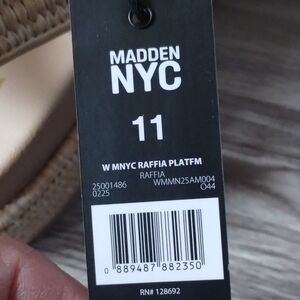 MADDEN
NYC
11
W MNYC RAFFIA PLATFM
RAFFIA
25001486 WMMN25AM004
0225 O44
0 889487 882350
RN# 128692